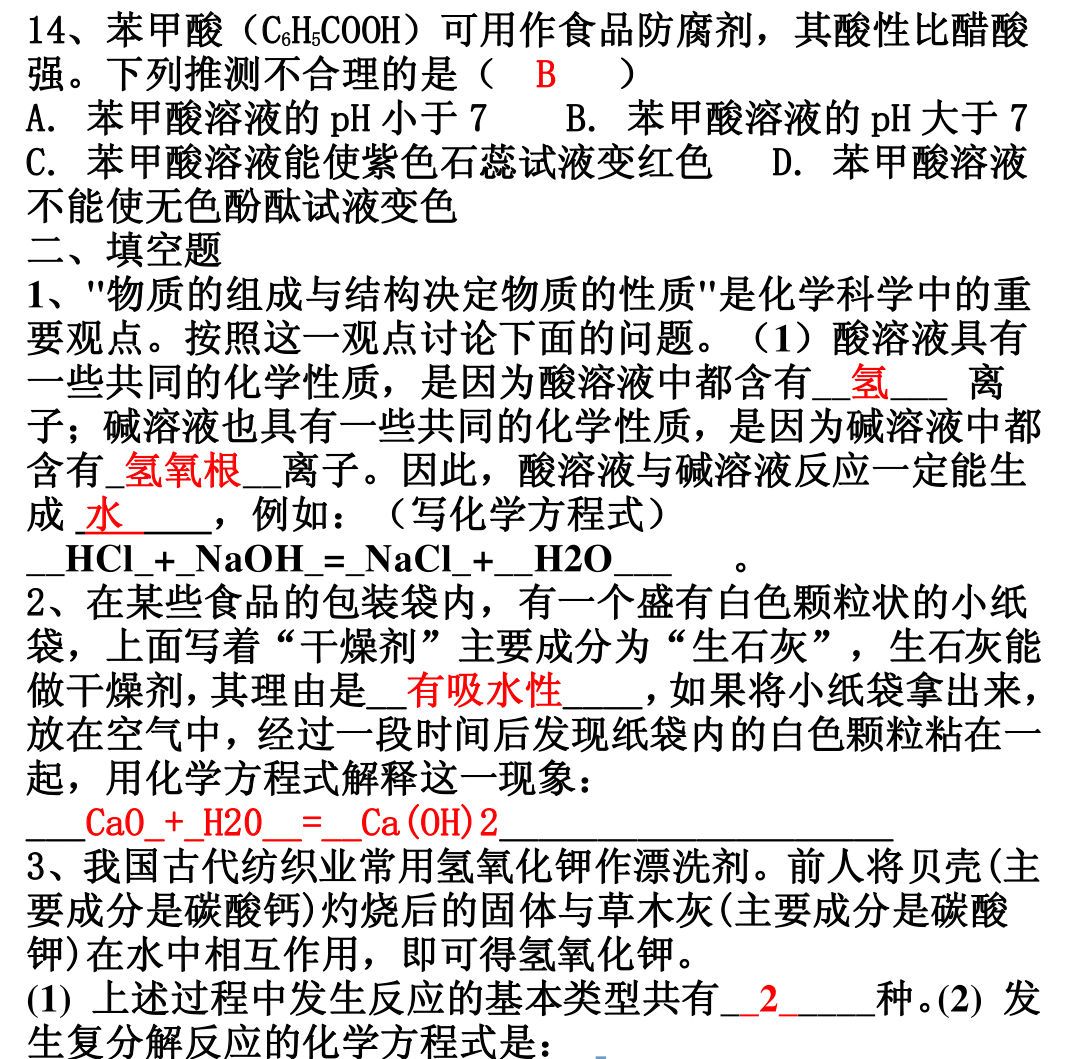 14、苯甲酸（C₆H₅COOH）可用作食品防腐剂，其酸性比醋酸
强。下列推测不合理的是（  B  ）
A. 苯甲酸溶液的 pH 小于 7  B. 苯甲酸溶液的 pH 大于 7
C. 苯甲酸溶液能使紫色石蕊试液变红色  D. 苯甲酸溶液
不能使无色酚酞试液变色
二、填空题
1、"物质的组成与结构决定物质的性质"是化学科学中的重
要观点。按照这一观点讨论下面的问题。（1）酸溶液具有
一些共同的化学性质，是因为酸溶液中都含有__氢___ 离
子；碱溶液也具有一些共同的化学性质，是因为碱溶液中都
含有_氢氧根__离子。因此，酸溶液与碱溶液反应一定能生
成 _水_____，例如：（写化学方程式）
__HCl_+_NaOH_=_NaCl_+__H2O___ 。
2、在某些食品的包装袋内，有一个盛有白色颗粒状的小纸
袋，上面写着“干燥剂”主要成分为“生石灰”，生石灰能
做干燥剂，其理由是__有吸水性____，如果将小纸袋拿出来，
放在空气中，经过一段时间后发现纸袋内的白色颗粒粘在一
起，用化学方程式解释这一现象：
___CaO_+_H2O__=__Ca(OH)2____________________
3、我国古代纺织业常用氢氧化钾作漂洗剂。前人将贝壳(主
要成分是碳酸钙)灼烧后的固体与草木灰(主要成分是碳酸
钾)在水中相互作用，即可得氢氧化钾。
(1) 上述过程中发生反应的基本类型共有__2_____种。(2) 发
生复分解反应的化学方程式是：